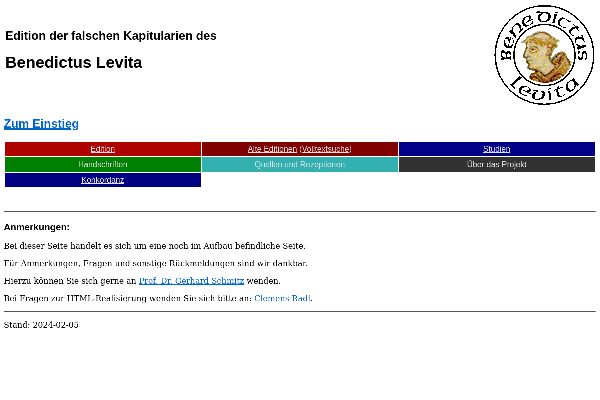 Edition der falschen Kapitularien des
Benedictus Levita
Benedictus
Levita
Zum Einstieg
Edition Alte Editionen (Volltextsuche) Studien
Handschriften Quellen und Rezeptionen Über das Projekt
Konkordanz
Anmerkungen:
Bei dieser Seite handelt es sich um eine noch im Aufbau befindliche Seite.
Für Anmerkungen, Fragen und sonstige Rückmeldungen sind wir dankbar.
Hierzu können Sie sich gerne an Prof. Dr. Gerhard Schmitz wenden.
Bei Fragen zur HTML-Realisierung wenden Sie sich bitte an: Clemens Radl.
Stand: 2024-02-05